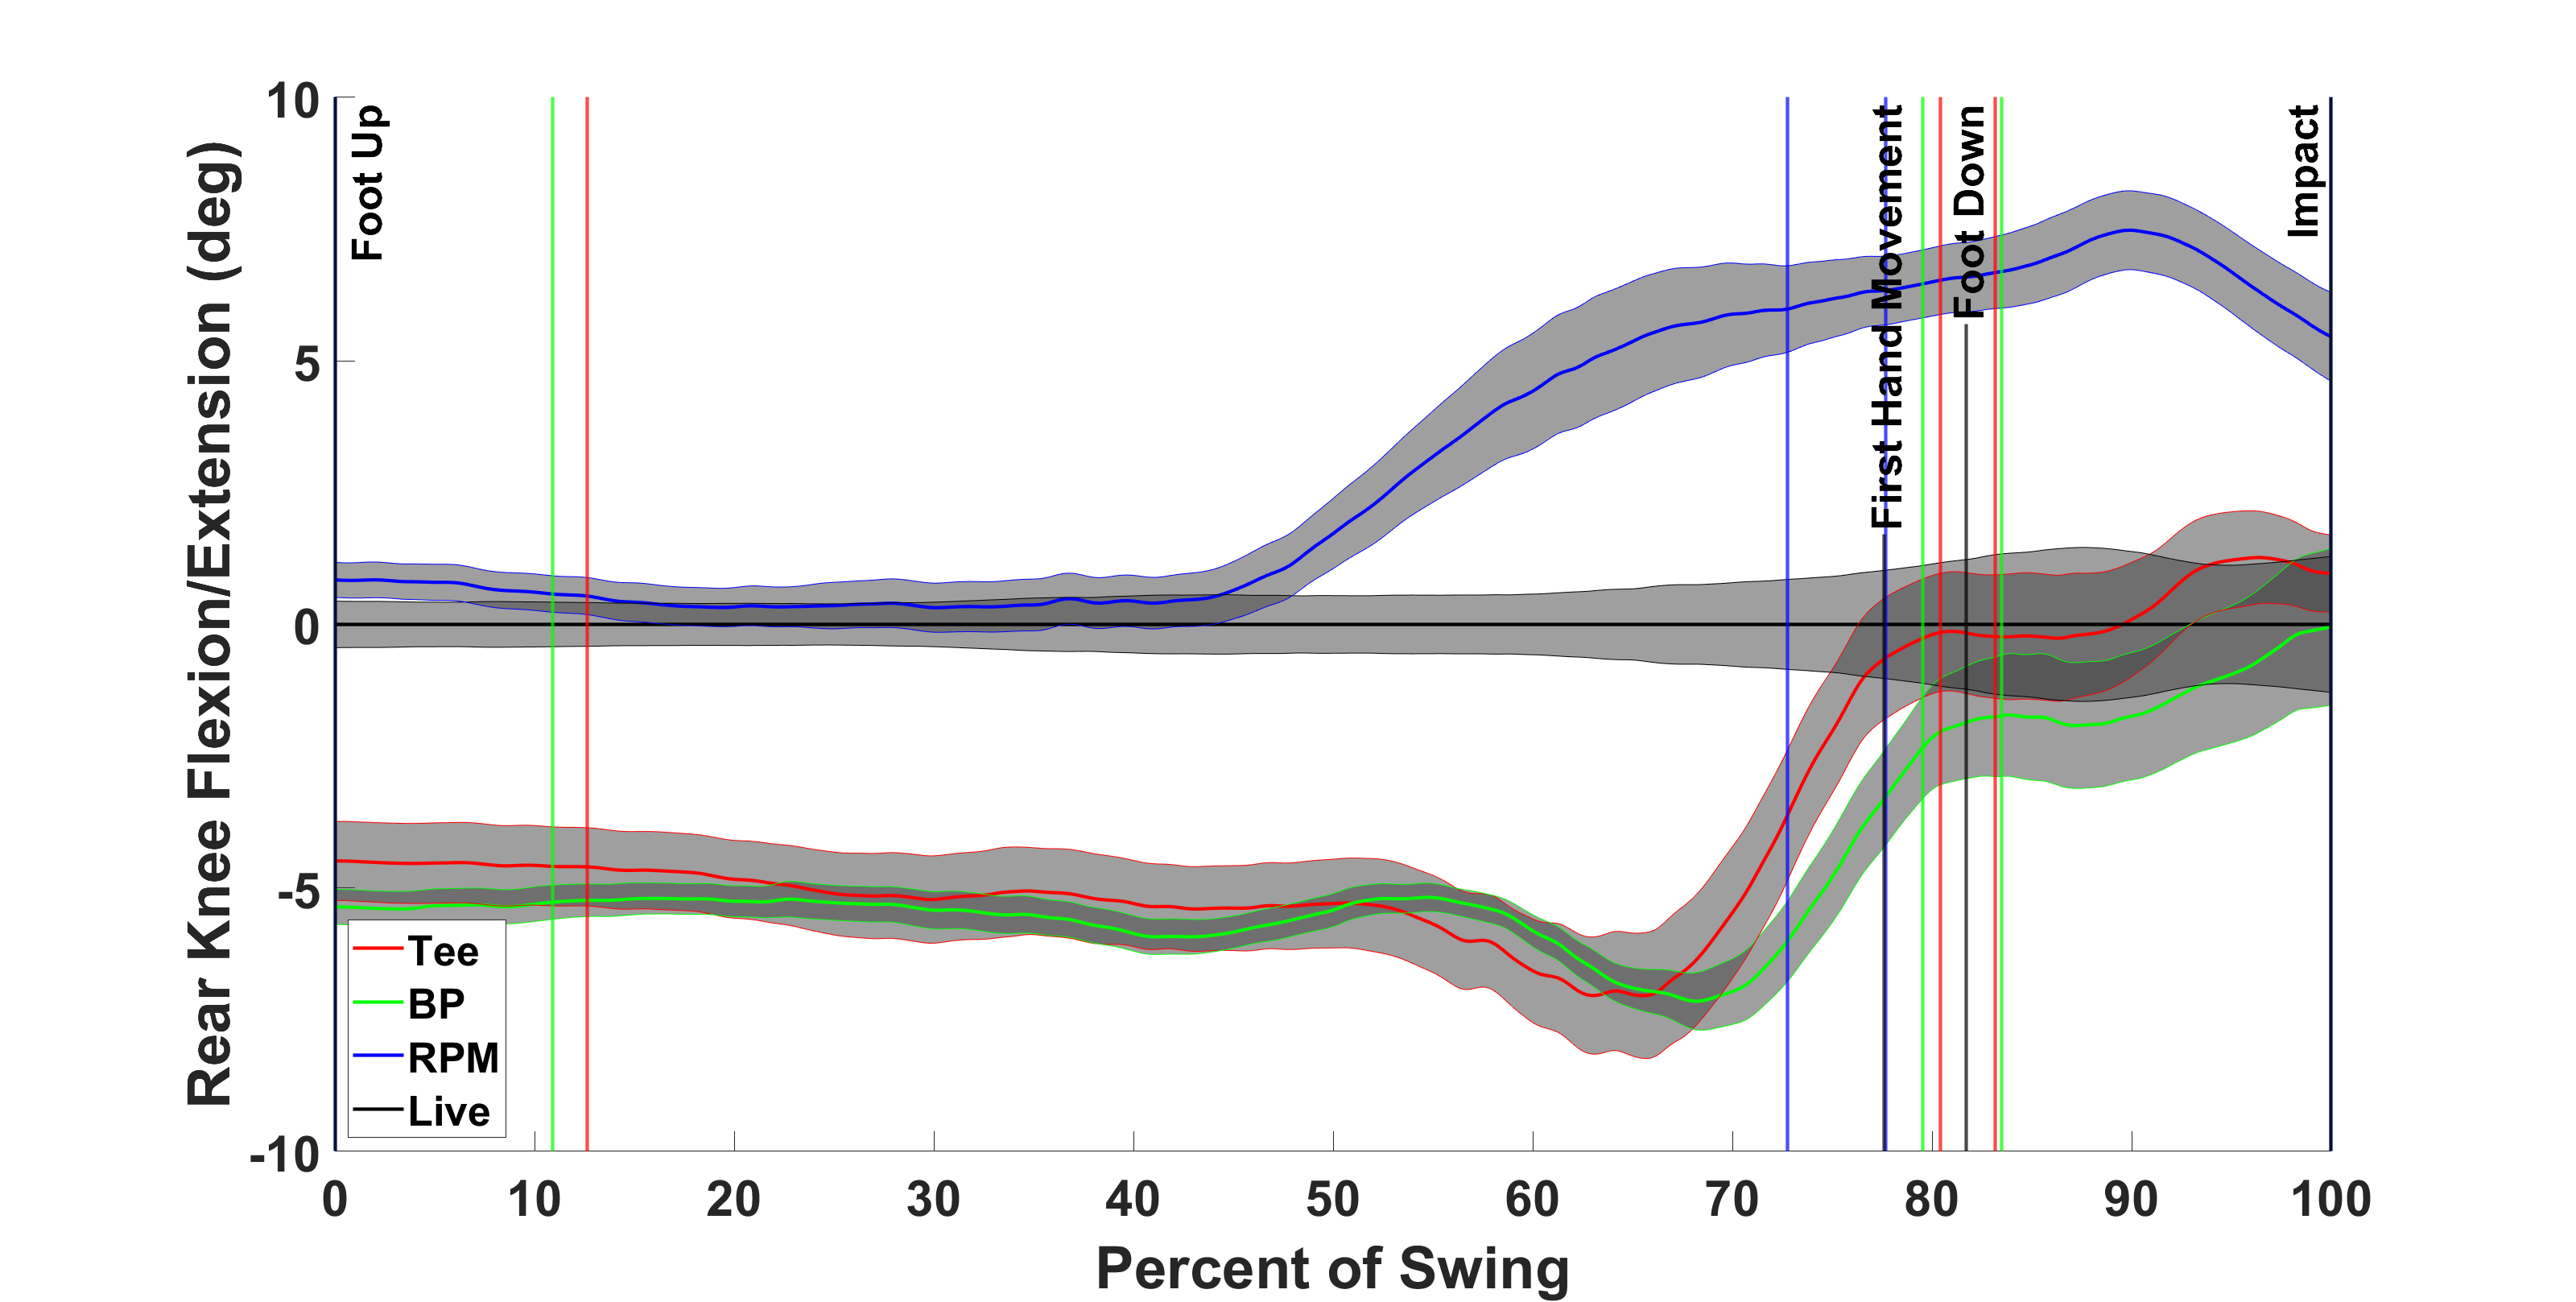 Rear Knee Flexion/Extension (deg)
10
5
0
-5
-10
Foot Up
First Hand Movement
Foot Down
Impact
Tee
BP
RPM
Live
0 10 20 30 40 50 60 70 80 90 100
Percent of Swing